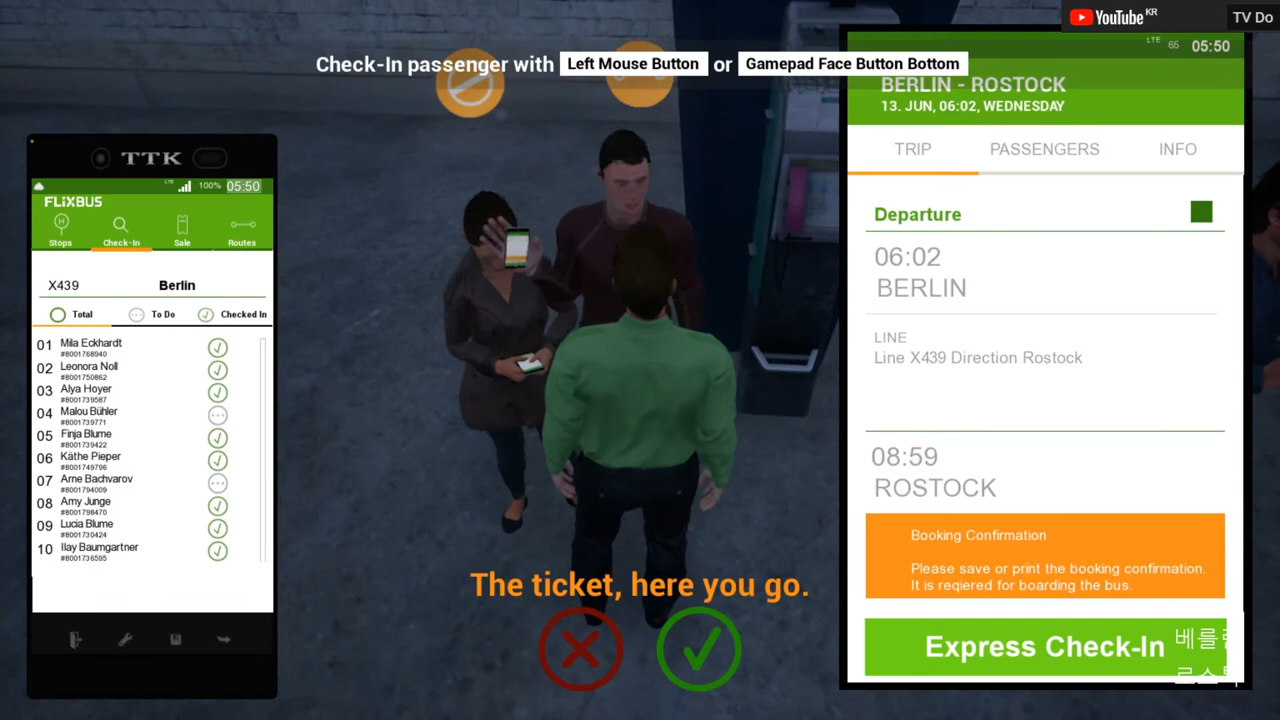 YouTube KR
TV Do
Check-In passenger with Left Mouse Button or Gamepad Face Button Bottom
TTK
LTE 100% 05:50
FLiXBUS
Stops Check-In Sale Routes
X439 Berlin
Total To Do Checked In
01 Mila Eckhardt
#8001768940
02 Leonora Noll
#8001750862
03 Alya Hoyer
#8001739587
04 Malou Bühler
#8001739771
05 Finja Blume
#8001739422
06 Käthe Pieper
#8001749796
07 Arne Bachvarov
#8001794009
08 Amy Junge
#8001798470
09 Lucia Blume
#8001730424
10 Ilay Baumgartner
#8001736595
The ticket, here you go.
LTE 65 05:50
BERLIN - ROSTOCK
13. JUN, 06:02, WEDNESDAY
TRIP PASSENGERS INFO
Departure
06:02
BERLIN
LINE
Line X439 Direction Rostock
08:59
ROSTOCK
Booking Confirmation
Please save or print the booking confirmation.
It is reqiered for boarding the bus.
Express Check-In